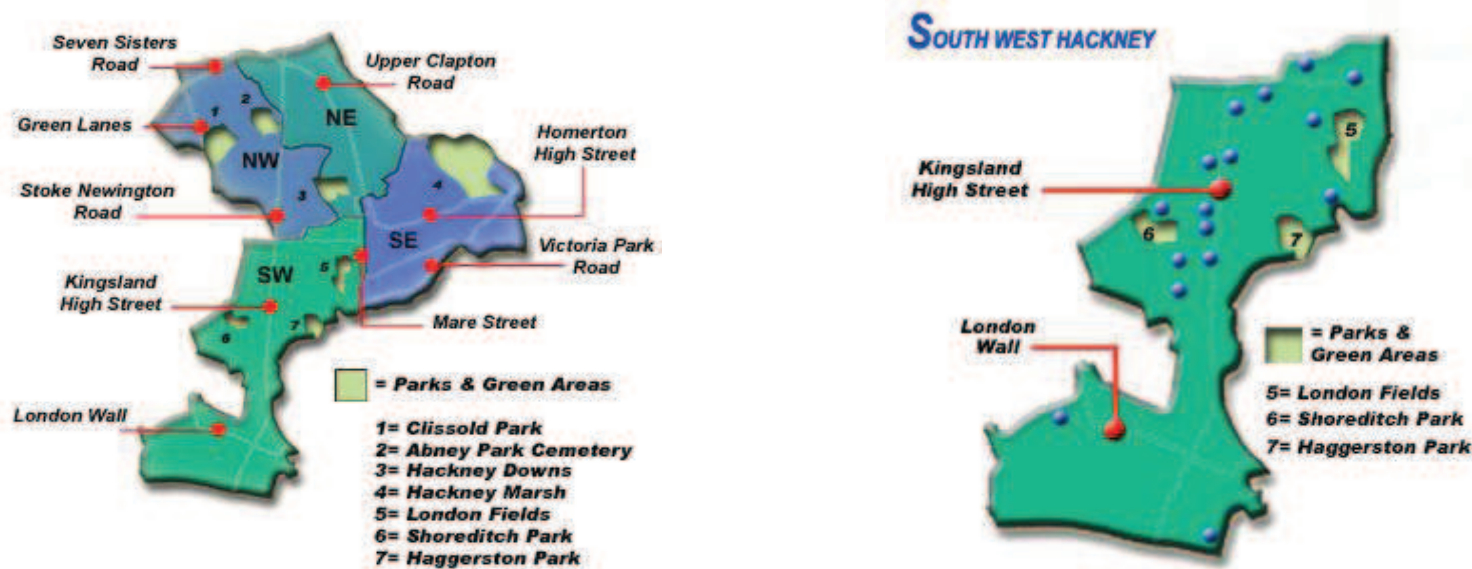 Seven Sisters
Road
Upper Clapton
Road
Green Lanes
Homerton
High Street
Stoke Newington
Road
Victoria Park
Road
Kingsland
High Street
Mare Street
London Wall
1
2
NE
NW
3
4
SE
SW
5
6
7
= Parks & Green Areas
1= Clissold Park
2= Abney Park Cemetery
3= Hackney Downs
4= Hackney Marsh
5= London Fields
6= Shoreditch Park
7= Haggerston Park
SOUTH WEST HACKNEY
5
Kingsland
High Street
6
7
London
Wall
= Parks &
Green Areas
5= London Fields
6= Shoreditch Park
7= Haggerston Park